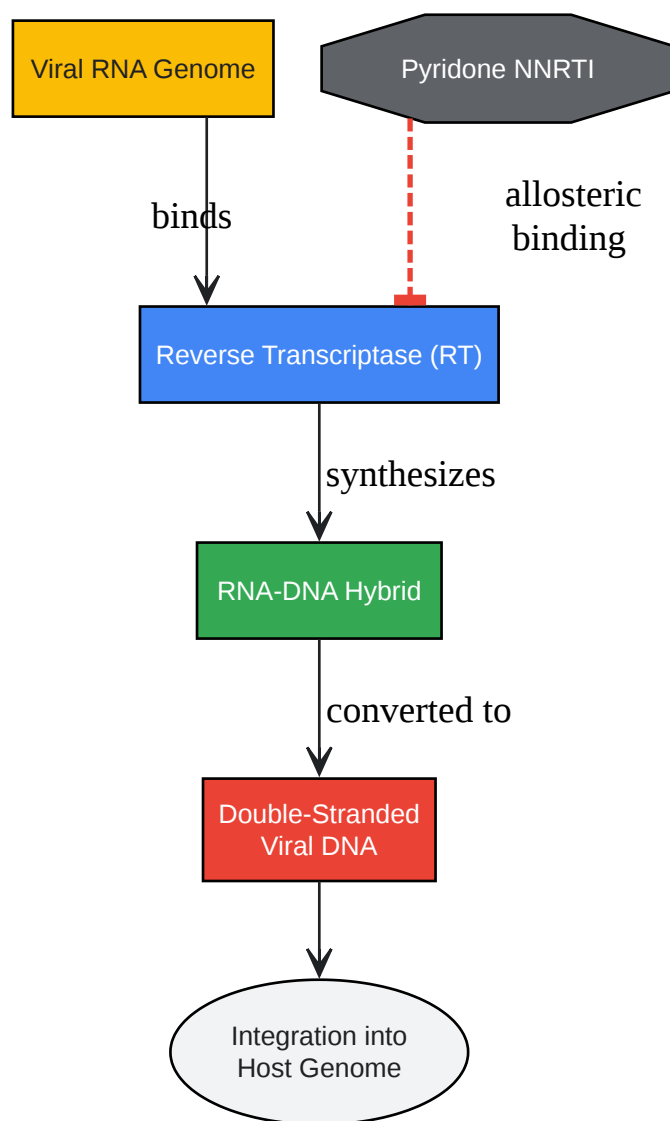 Viral RNA Genome
Pyridone NNRTI
binds
allosteric
binding
Reverse Transcriptase (RT)
synthesizes
RNA-DNA Hybrid
converted to
Double-Stranded
Viral DNA
Integration into
Host Genome